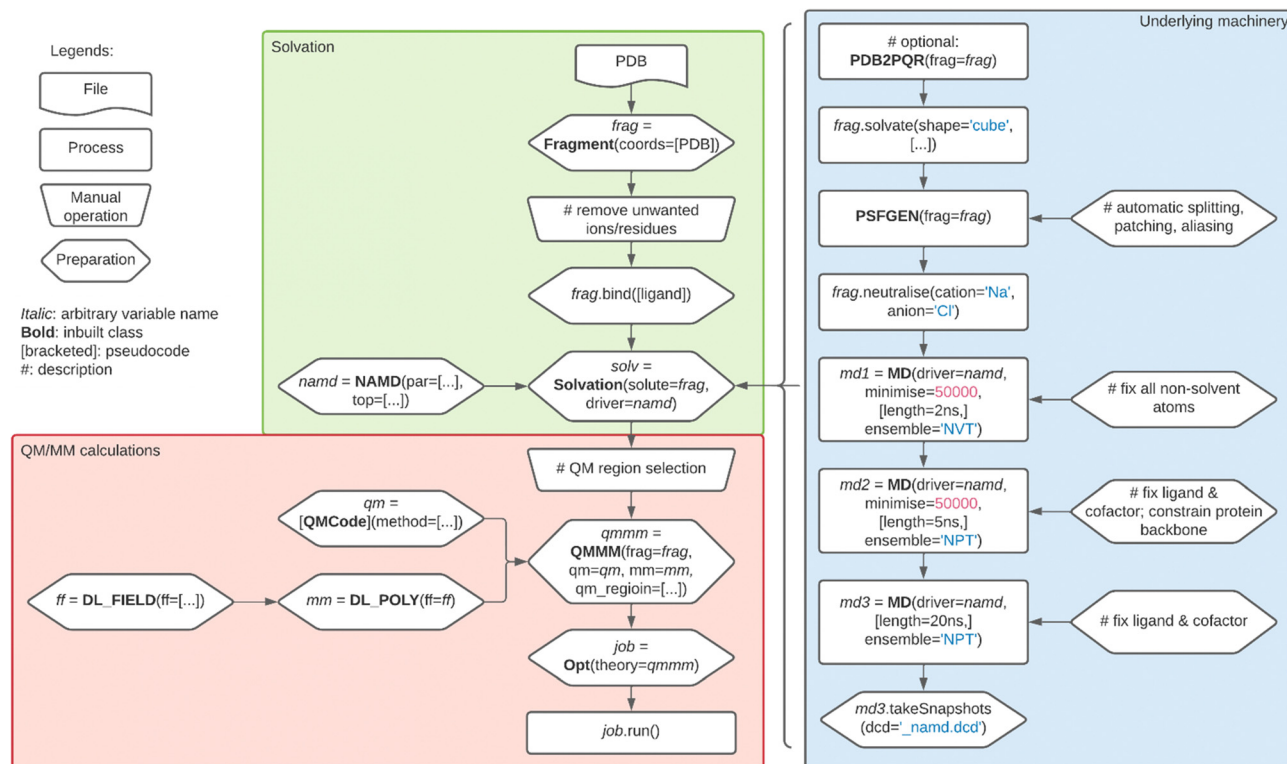 Legends:
File
Process
Manual
operation
Preparation
Italic: arbitrary variable name
Bold: inbuilt class
[bracketed]: pseudocode
#: description
Solvation
PDB
frag =
Fragment(coords=[PDB])
# remove unwanted
ions/residues
frag.bind([ligand])
namd = NAMD(par=[...],
top=[...])
solv =
Solvation(solute=frag,
driver=namd)
QM/MM calculations
# QM region selection
qm =
[QMCode](method=[...])
ff = DL_FIELD(ff=[...])
mm = DL_POLY(ff=ff)
qmmm =
QMMM(frag=frag,
qm=qm, mm=mm,
qm_regioin=[...])
job =
Opt(theory=qmmm)
job.run()
Underlying machinery
# optional:
PDB2PQR(frag=frag)
frag.solvate(shape='cube',
[...])
PSFGEN(frag=frag)
# automatic splitting,
patching, aliasing
frag.neutralise(cation='Na',
anion='Cl')
md1 = MD(driver=namd,
minimise=50000,
[length=2ns,]
ensemble='NVT')
# fix all non-solvent
atoms
md2 = MD(driver=namd,
minimise=50000,
[length=5ns,]
ensemble='NPT')
# fix ligand &
cofactor; constrain protein
backbone
md3 = MD(driver=namd,
[length=20ns,]
ensemble='NPT')
# fix ligand & cofactor
md3.takeSnapshots
(dcd='_namd.dcd')